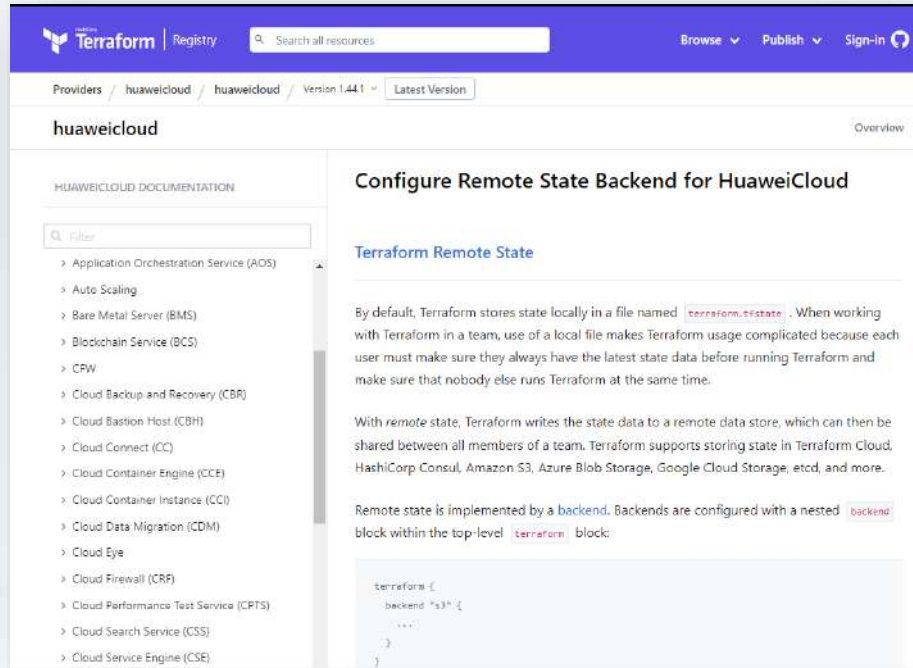 HashiCorp
Terraform Registry
Search all resources
Browse
Publish
Sign-in
Providers / huaweicloud / huaweicloud / Version 1.44.1
Latest Version
huaweicloud
Overview
HUAWEICLOUD DOCUMENTATION
Filter
> Application Orchestration Service (AOS)
> Auto Scaling
> Bare Metal Server (BMS)
> Blockchain Service (BCS)
> CFW
> Cloud Backup and Recovery (CBR)
> Cloud Bastion Host (CBH)
> Cloud Connect (CC)
> Cloud Container Engine (CCE)
> Cloud Container Instance (CCI)
> Cloud Data Migration (CDM)
> Cloud Eye
> Cloud Firewall (CRF)
> Cloud Performance Test Service (CPTS)
> Cloud Search Service (CSS)
> Cloud Service Engine (CSE)
Configure Remote State Backend for HuaweiCloud
Terraform Remote State
By default, Terraform stores state locally in a file named terraform.tfstate . When working
with Terraform in a team, use of a local file makes Terraform usage complicated because each
user must make sure they always have the latest state data before running Terraform and
make sure that nobody else runs Terraform at the same time.
With remote state, Terraform writes the state data to a remote data store, which can then be
shared between all members of a team. Terraform supports storing state in Terraform Cloud,
HashiCorp Consul, Amazon S3, Azure Blob Storage, Google Cloud Storage, etcd, and more.
Remote state is implemented by a backend. Backends are configured with a nested backend
block within the top-level terraform block:
terraform {
backend "s3" {
...
}
}